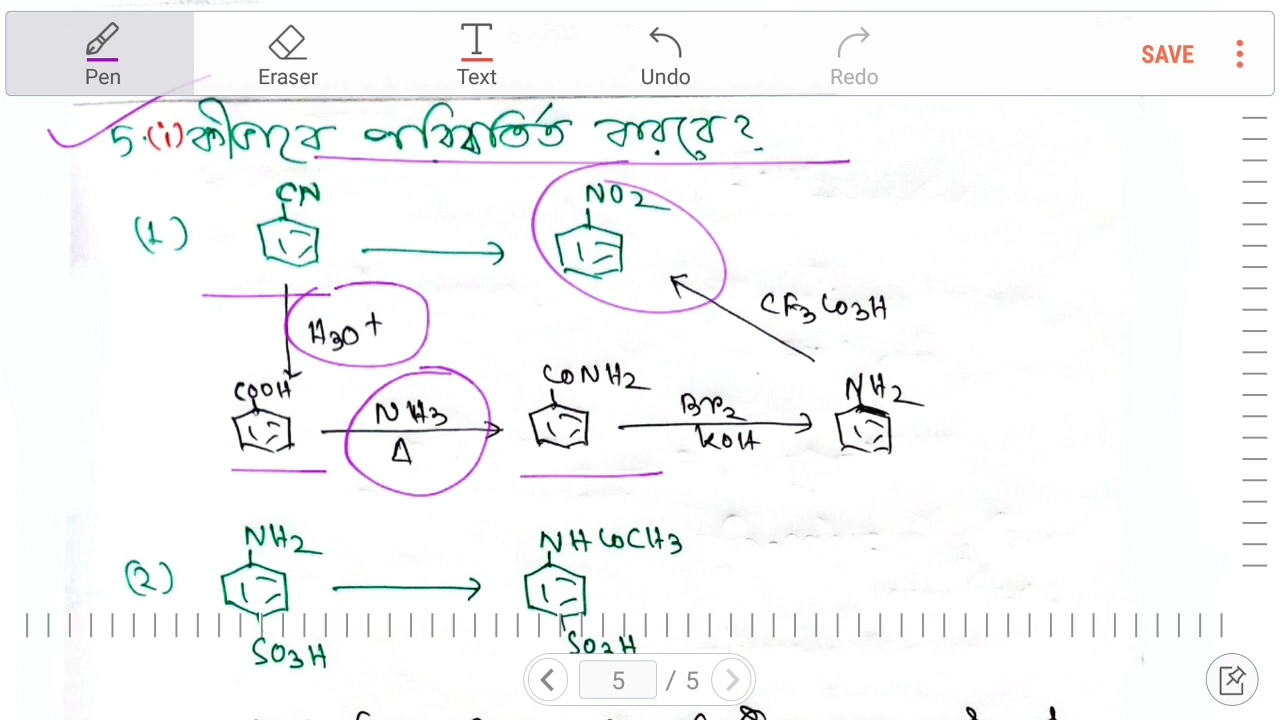 Pen Eraser Text Undo Redo SAVE
5.(i) কীভাবে পরিবর্তিত করবে?
CN NO2
(1)
CF3CO3H
H3O+
COOH NH3 CONH2 Br2 NH2
Δ KOH
NH2 NHCOCH3
(2)
SO3H SO3H
5 / 5